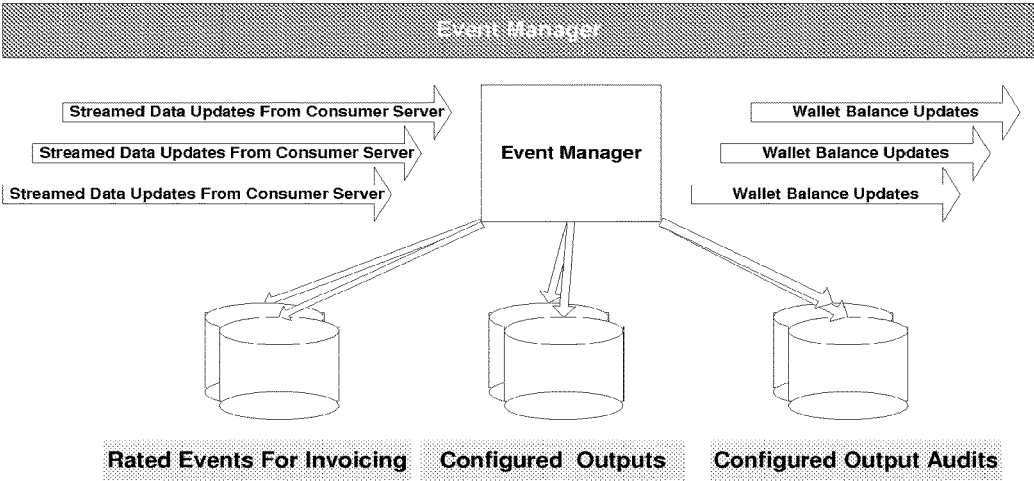 Event Manager
Streamed Data Updates From Consumer Server
Wallet Balance Updates
Streamed Data Updates From Consumer Server
Event Manager
Wallet Balance Updates
Streamed Data Updates From Consumer Server
Wallet Balance Updates
Rated Events For Invoicing
Configured Outputs
Configured Output Audits